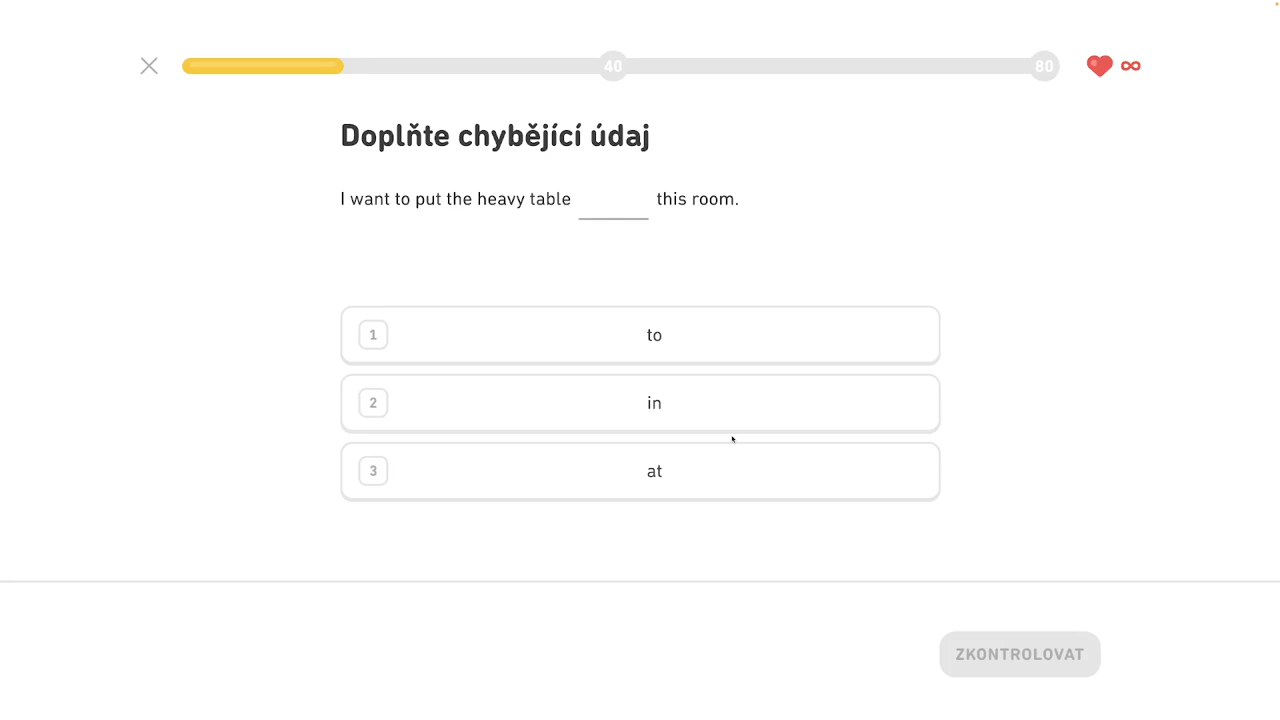 40
80
∞
Doplňte chybějící údaj
I want to put the heavy table ______ this room.
1 to
2 in
3 at
ZKONTROLOVAT